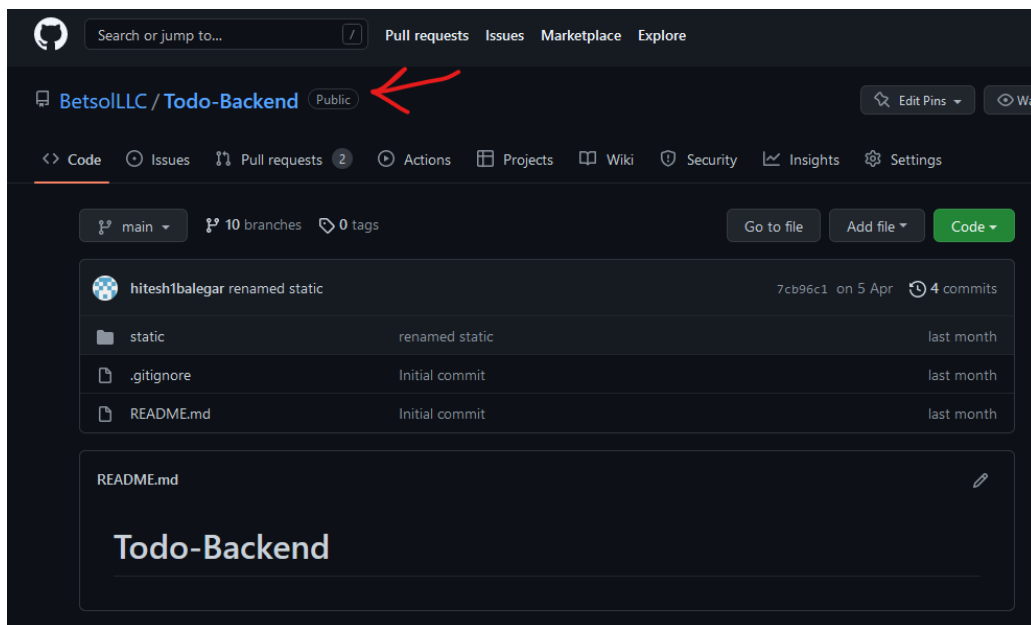 Search or jump to... / Pull requests Issues Marketplace Explore
BetsolLLC / Todo-Backend Public Edit Pins
Code Issues Pull requests 2 Actions Projects Wiki Security Insights Settings
main 10 branches 0 tags Go to file Add file Code
hitesh1balegar renamed static 7cb96c1 on 5 Apr 4 commits
static renamed static last month
.gitignore Initial commit last month
README.md Initial commit last month
README.md
Todo-Backend